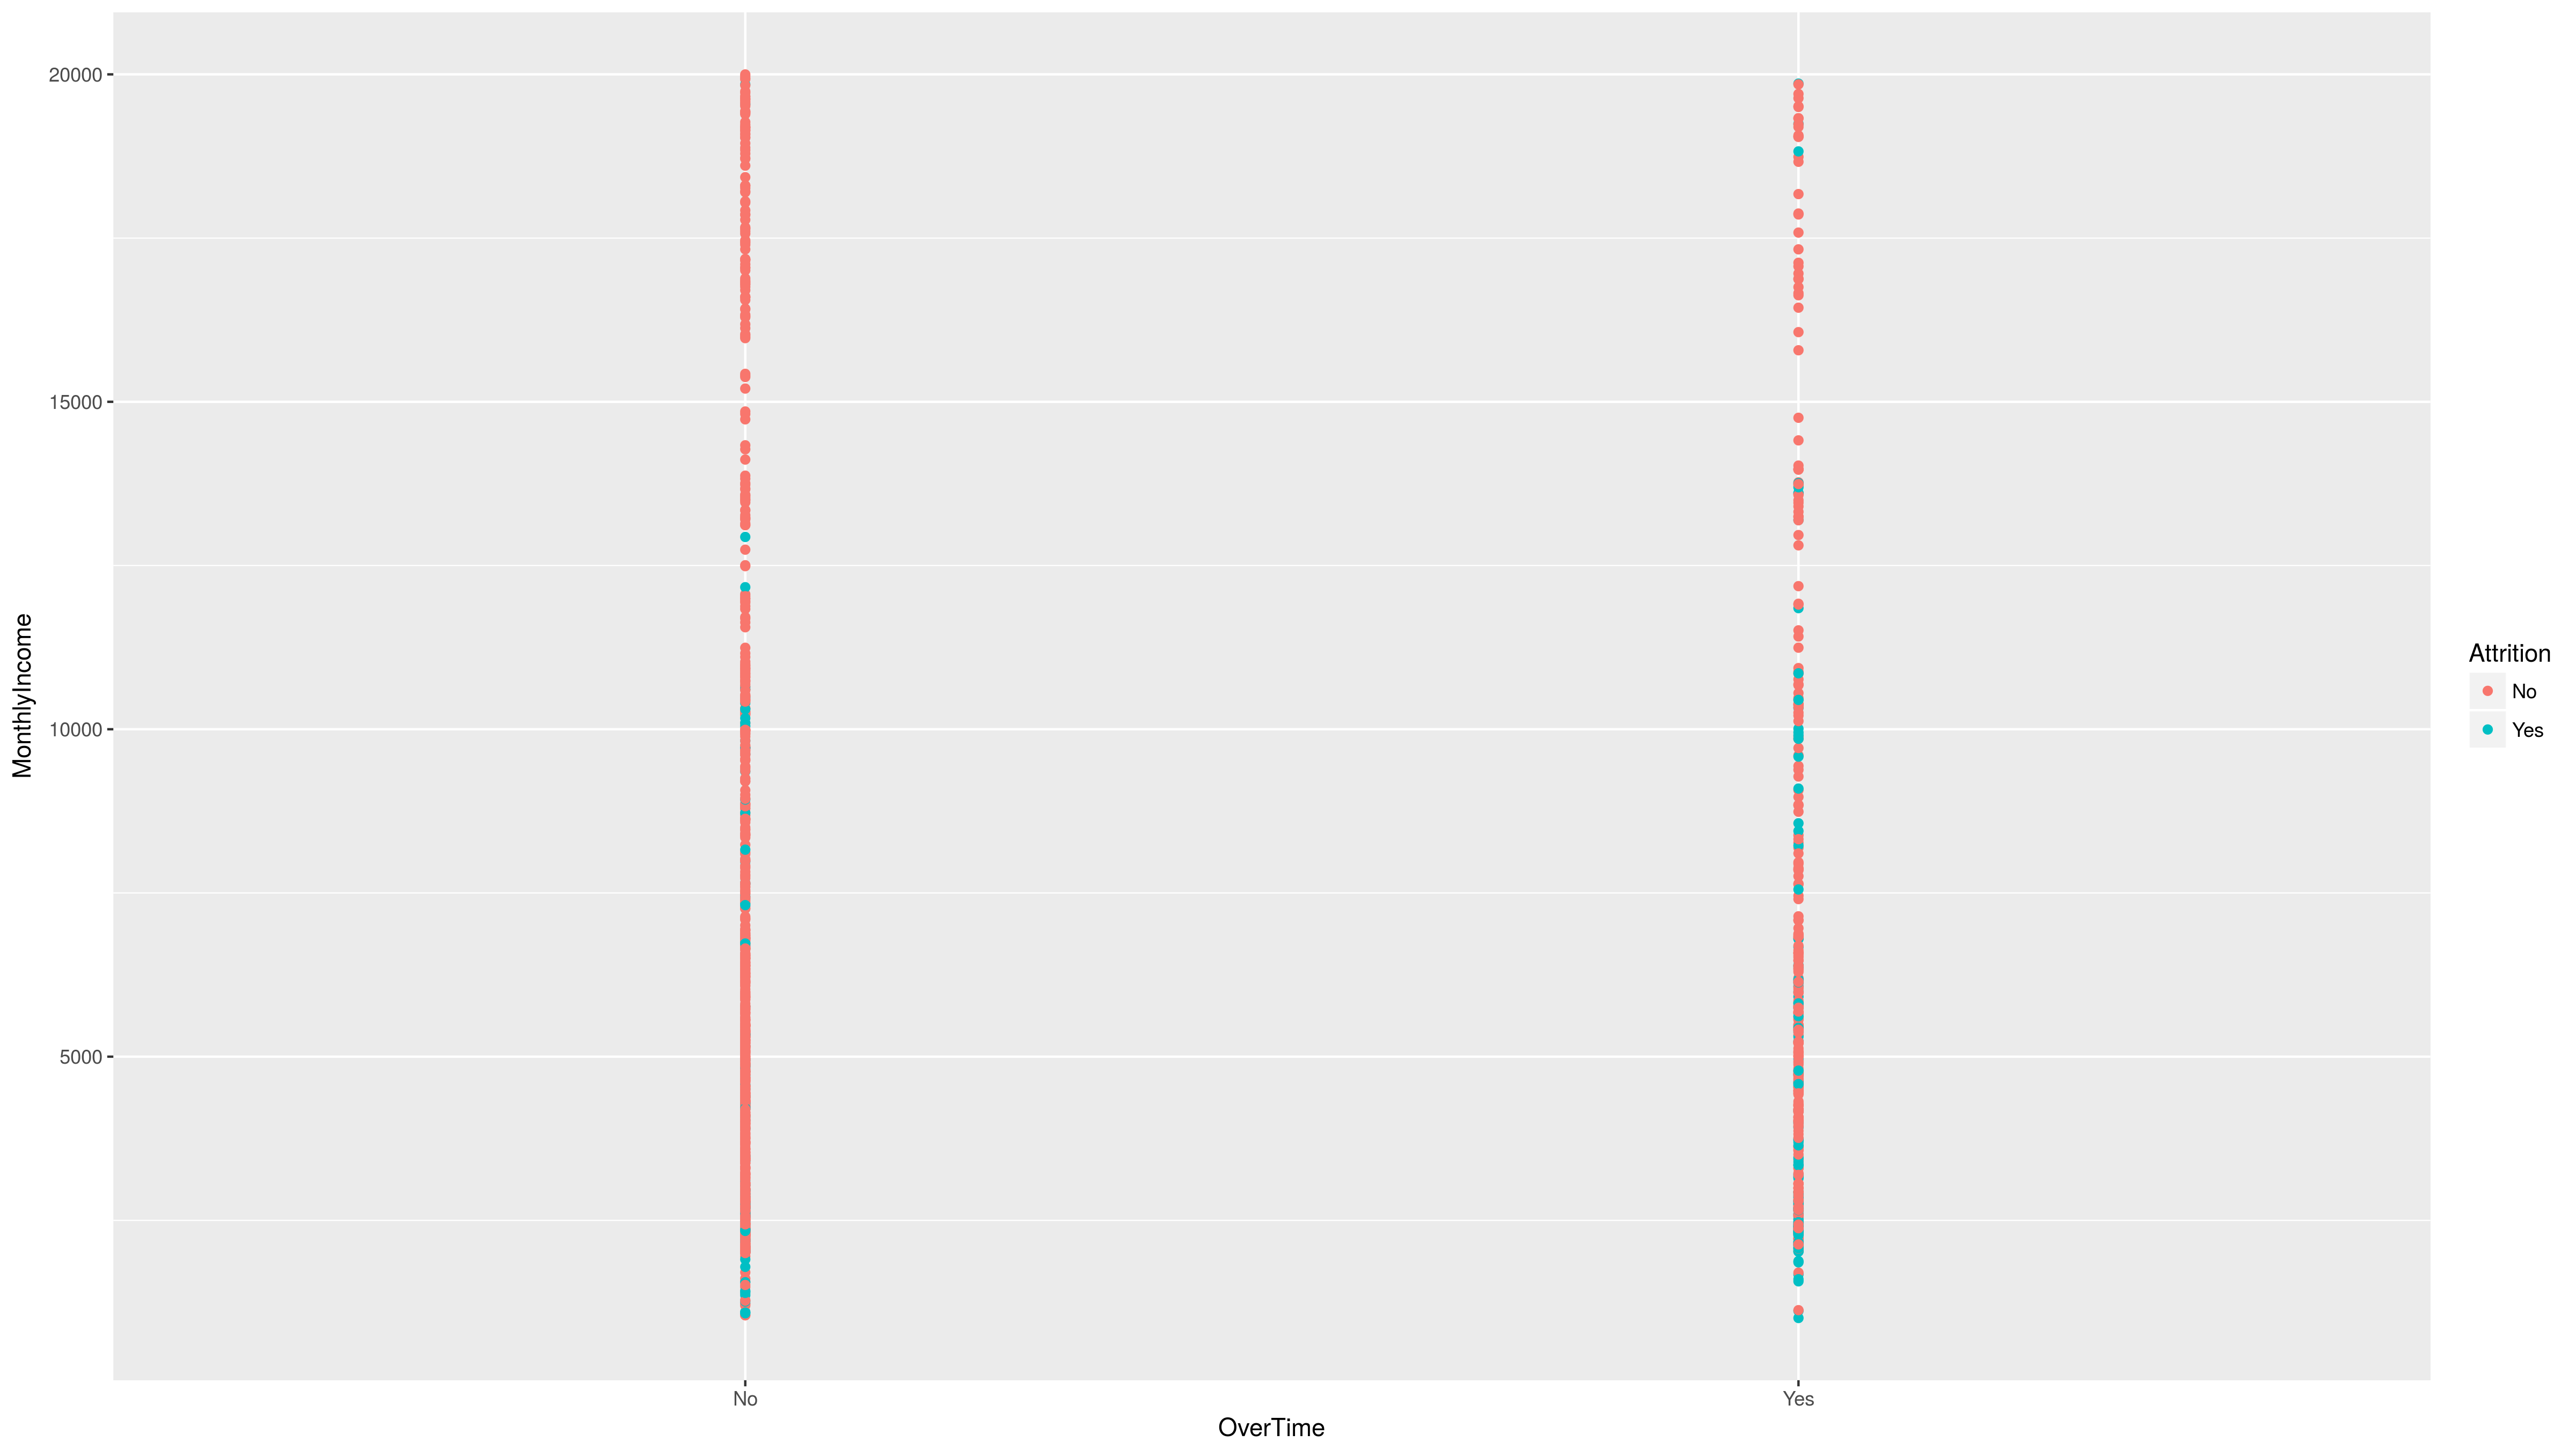 20000
15000
10000
5000
MonthlyIncome
No
Yes
OverTime
Attrition
No
Yes